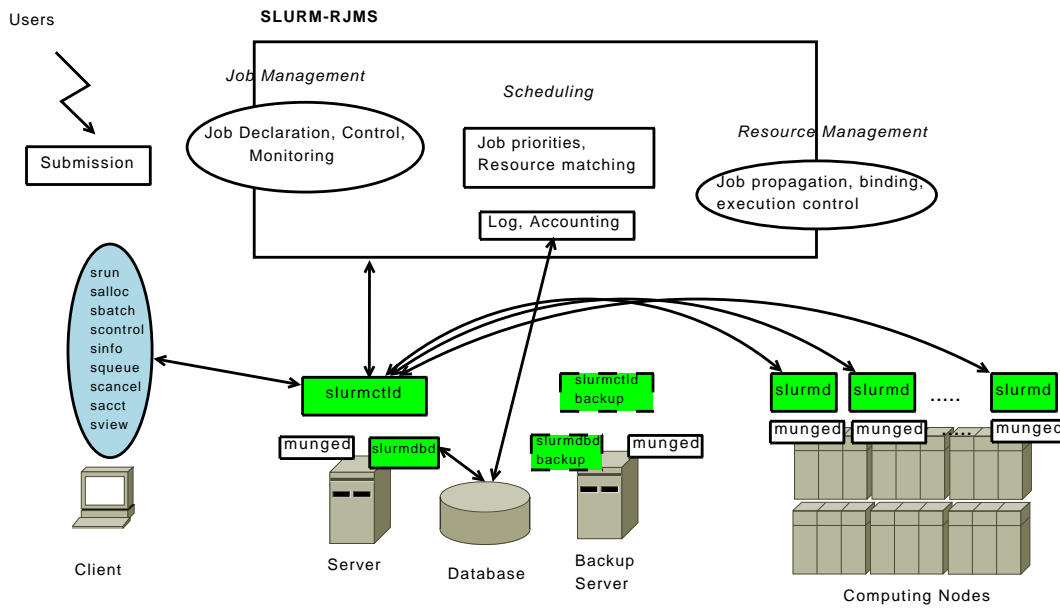 Users
SLURM-RJMS
Job Management
Scheduling
Resource Management
Submission
Job Declaration, Control,
Monitoring
Job priorities,
Resource matching
Job propagation, binding,
execution control
Log, Accounting
srun
salloc
sbatch
scontrol
sinfo
squeue
scancel
sacct
sview
slurmctld
slurmctld
backup
slurmd
slurmd
.....
slurmd
munged
slurmdbd
slurmdbd
backup
munged
munged
munged
.....
munged
Client
Server
Database
Backup
Server
Computing Nodes